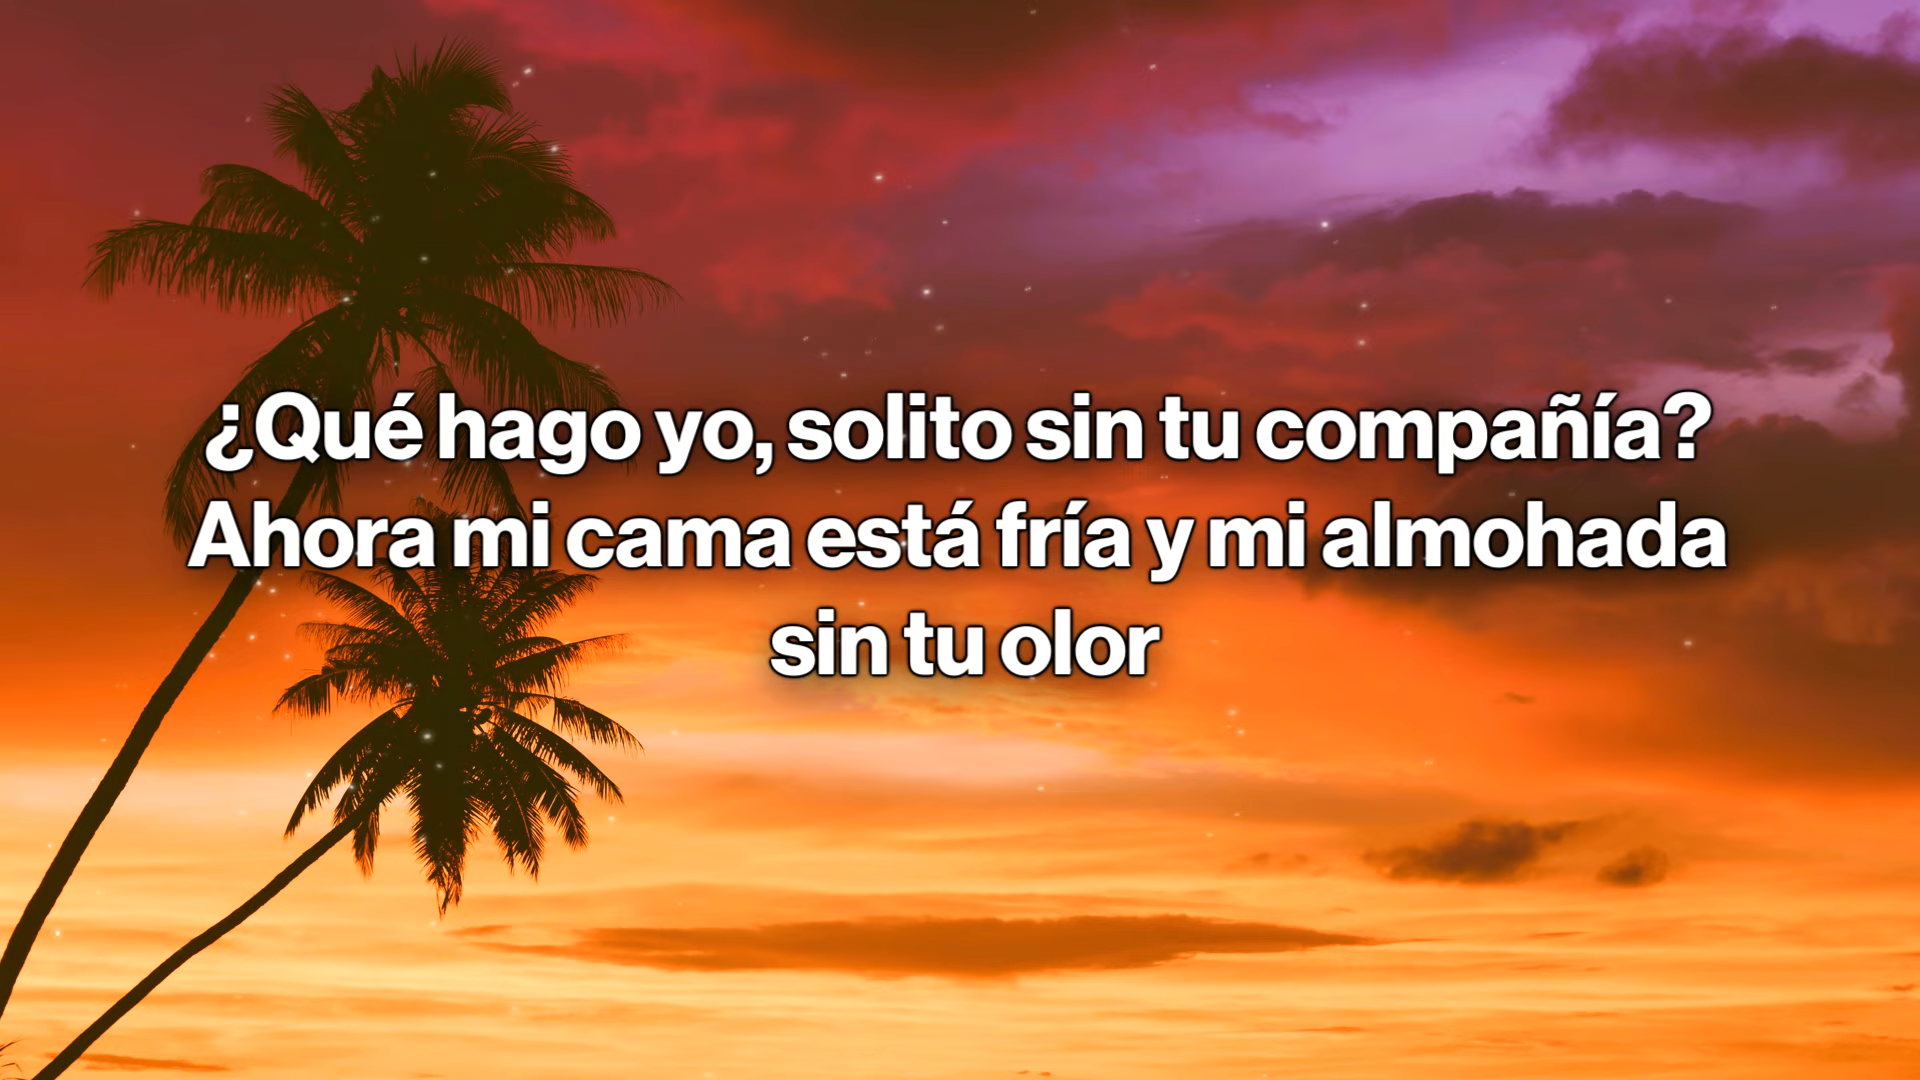 ¿Qué hago yo, solito sin tu compañía?
Ahora mi cama está fría y mi almohada
sin tu olor